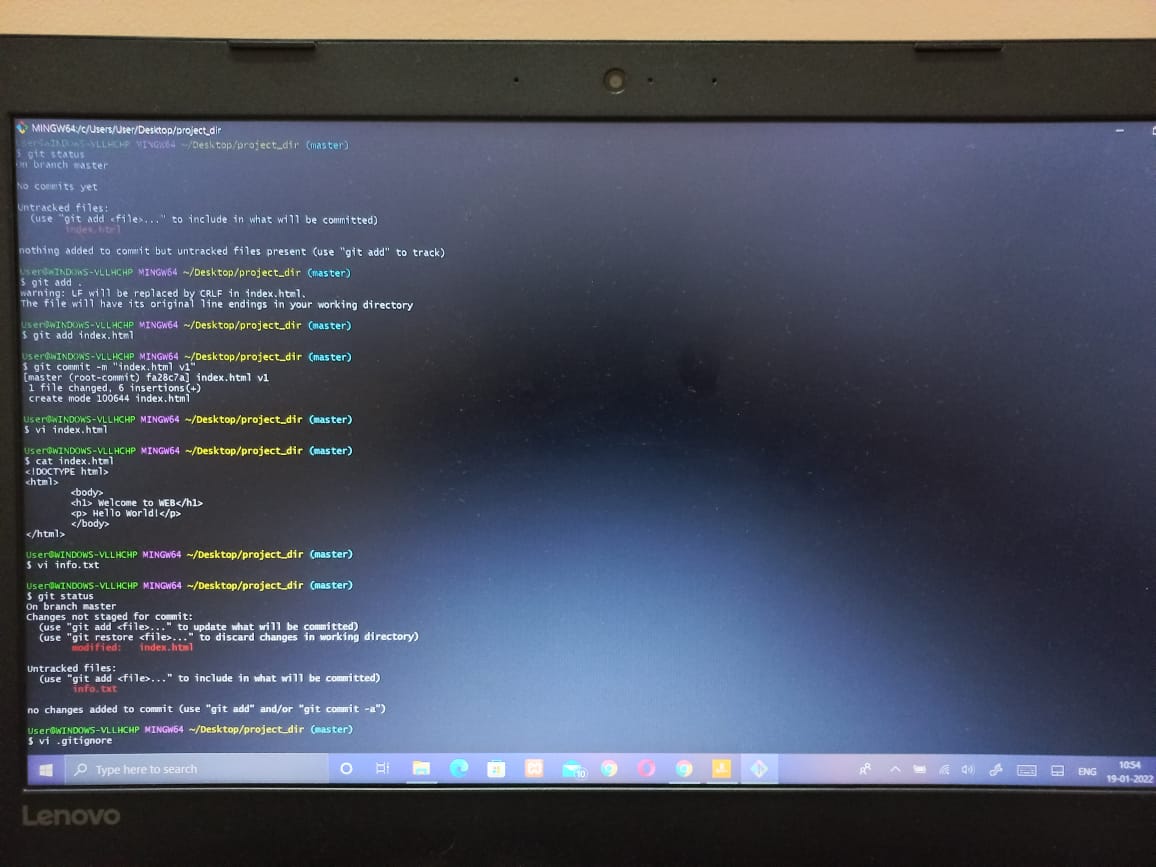 MINGW64:/c/Users/User/Desktop/project_dir
User@WINDOWS-VLLHCHP MINGW64 ~/Desktop/project_dir (master)
$ git status
On branch master
No commits yet
Untracked files:
(use "git add <file>..." to include in what will be committed)
index.html
nothing added to commit but untracked files present (use "git add" to track)
User@WINDOWS-VLLHCHP MINGW64 ~/Desktop/project_dir (master)
$ git add .
warning: LF will be replaced by CRLF in index.html.
The file will have its original line endings in your working directory
User@WINDOWS-VLLHCHP MINGW64 ~/Desktop/project_dir (master)
$ git add index.html
User@WINDOWS-VLLHCHP MINGW64 ~/Desktop/project_dir (master)
$ git commit -m "index.html v1"
[master (root-commit) fa28c7a] index.html v1
1 file changed, 6 insertions(+)
create mode 100644 index.html
User@WINDOWS-VLLHCHP MINGW64 ~/Desktop/project_dir (master)
$ vi index.html
User@WINDOWS-VLLHCHP MINGW64 ~/Desktop/project_dir (master)
$ cat index.html
<!DOCTYPE html>
<html>
<body>
<h1> Welcome to WEB</h1>
<p> Hello World!</p>
</body>
</html>
User@WINDOWS-VLLHCHP MINGW64 ~/Desktop/project_dir (master)
$ vi info.txt
User@WINDOWS-VLLHCHP MINGW64 ~/Desktop/project_dir (master)
$ git status
On branch master
Changes not staged for commit:
(use "git add <file>..." to update what will be committed)
(use "git restore <file>..." to discard changes in working directory)
modified: index.html
Untracked files:
(use "git add <file>..." to include in what will be committed)
info.txt
no changes added to commit (use "git add" and/or "git commit -a")
User@WINDOWS-VLLHCHP MINGW64 ~/Desktop/project_dir (master)
$ vi .gitignore
Type here to search
10
ENG
10:54
19-01-2022
Lenovo